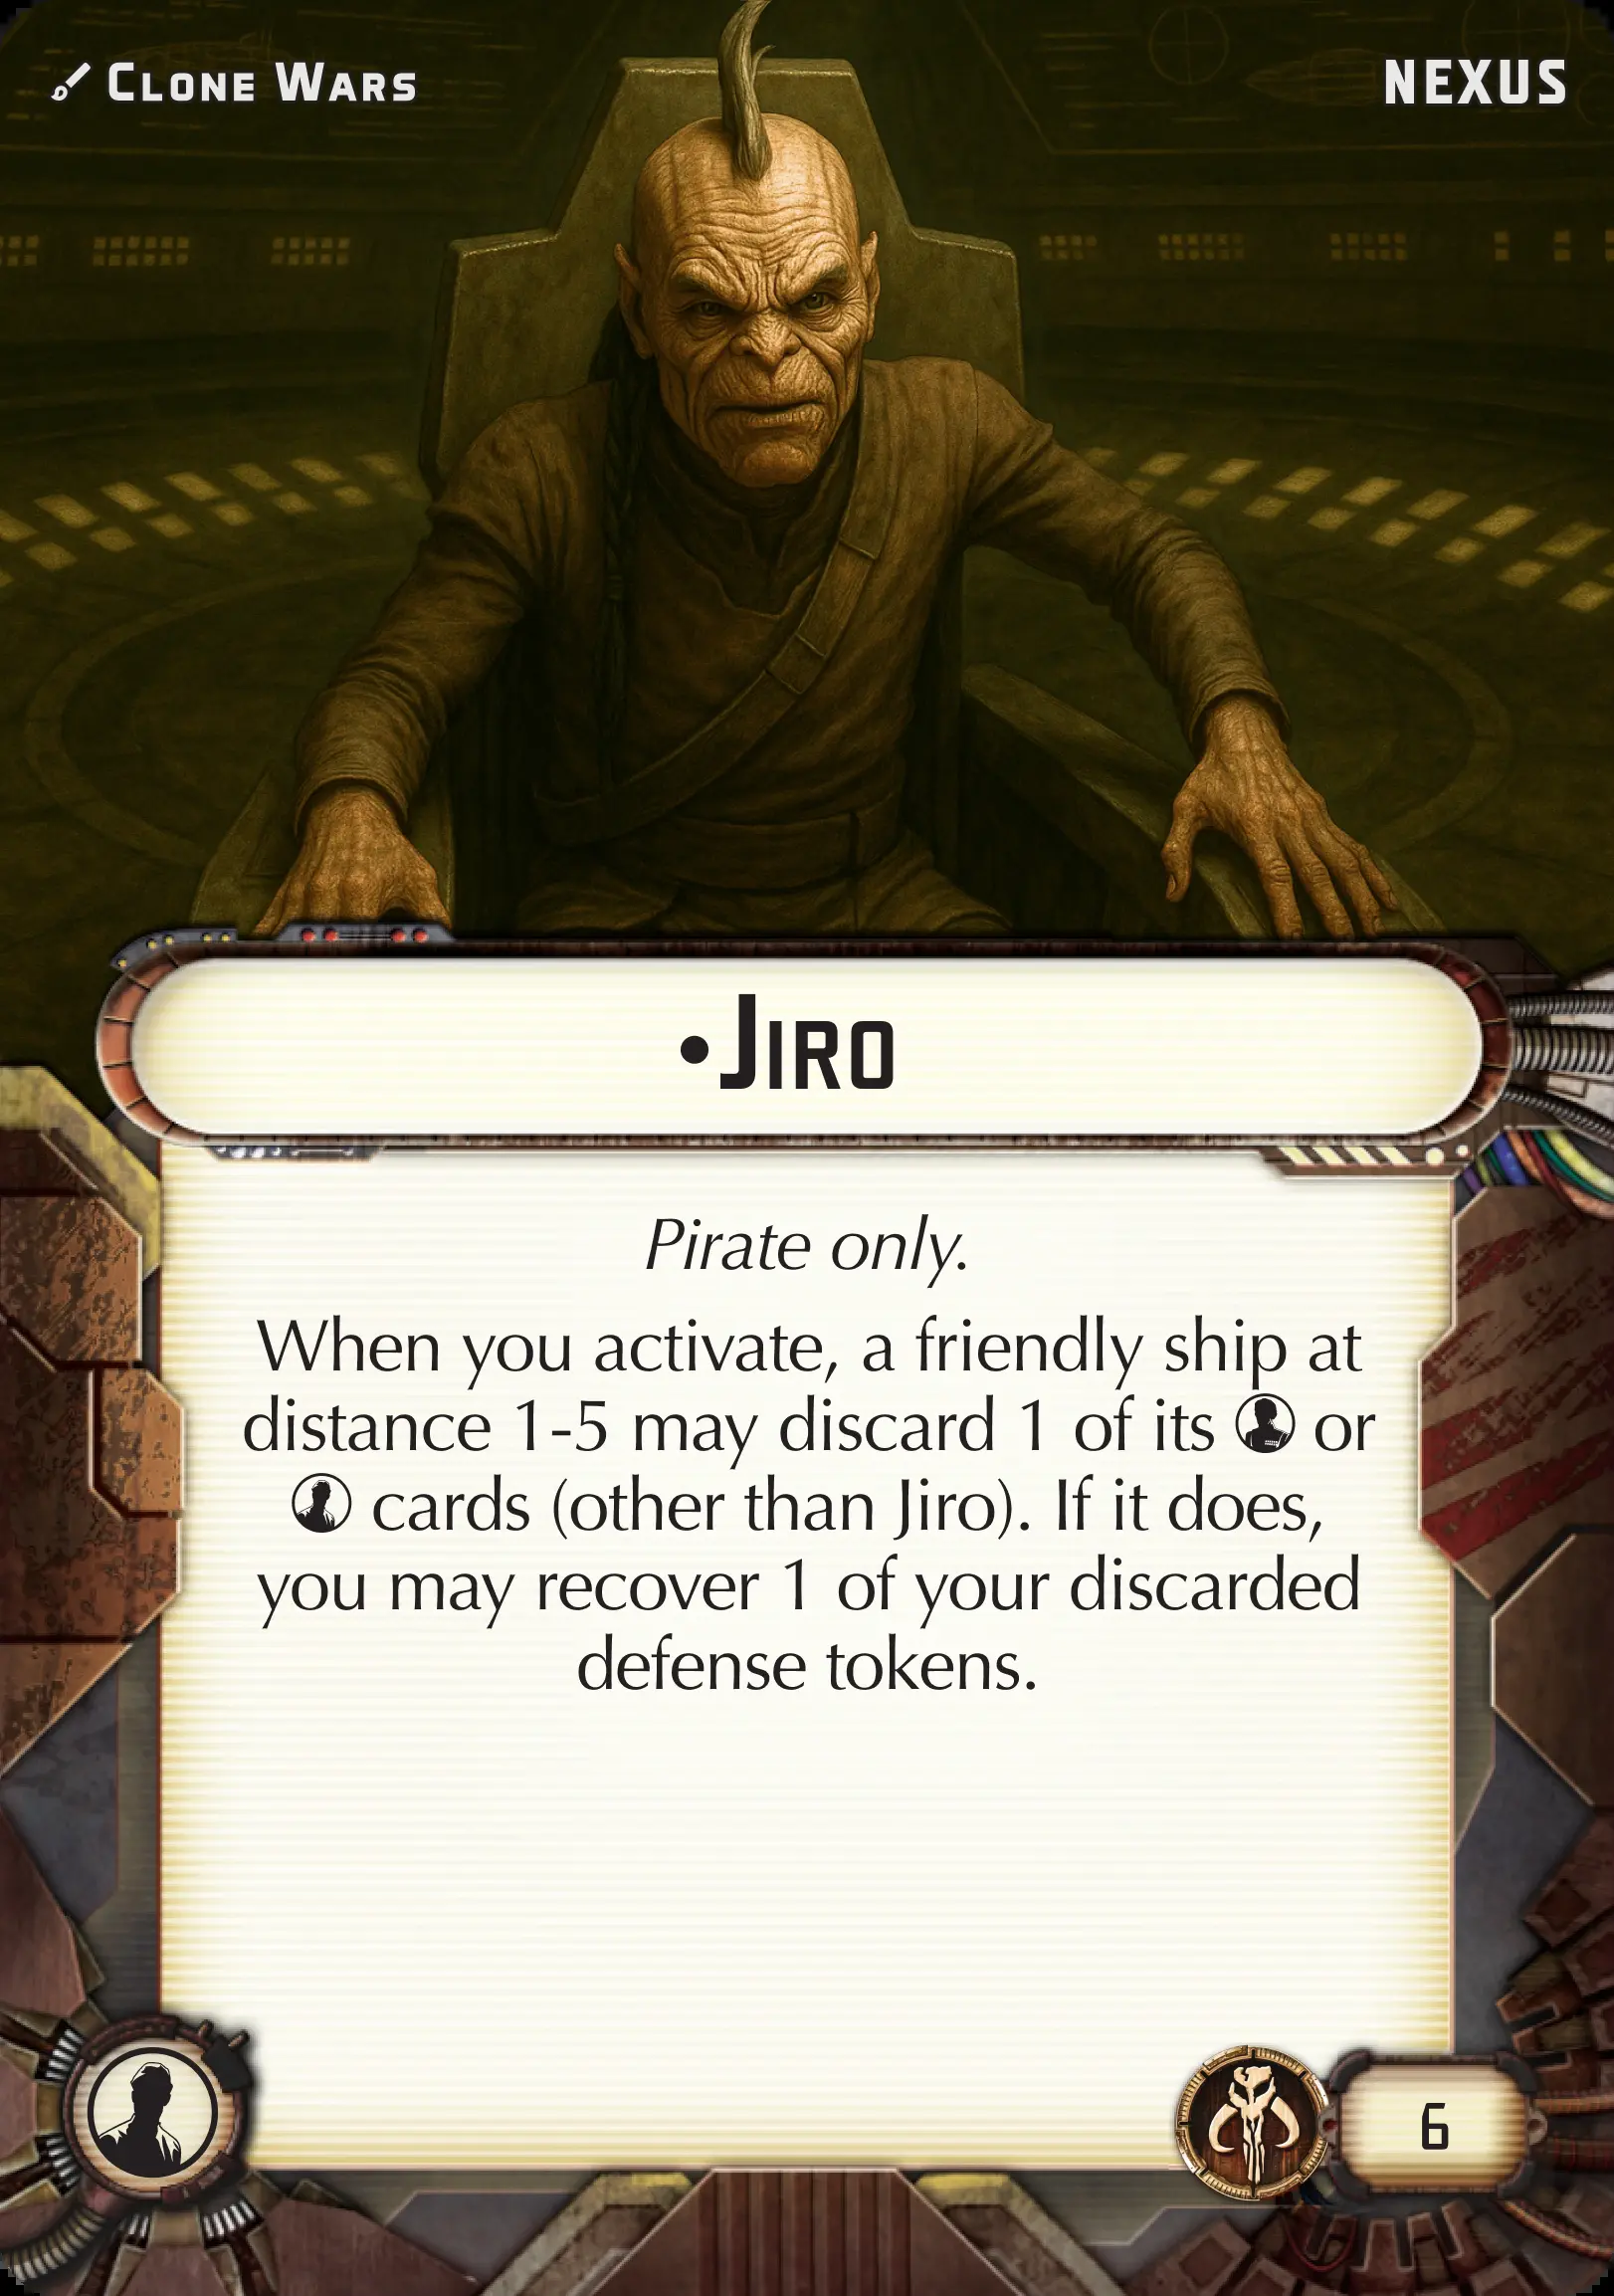 Clone Wars
NEXUS
•Jiro
Pirate only.
When you activate, a friendly ship at
distance 1-5 may discard 1 of its or
cards (other than Jiro). If it does,
you may recover 1 of your discarded
defense tokens.
6